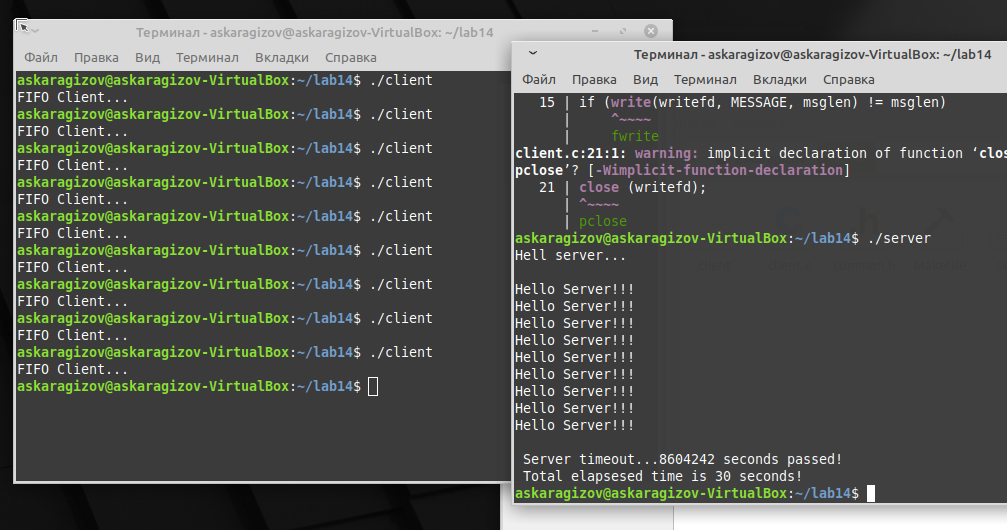 Терминал - askaragizov@askaragizov-VirtualBox: ~/lab14
Файл Правка Вид Терминал Вкладки Справка
askaragizov@askaragizov-VirtualBox:~/lab14$ ./client
FIFO Client...
askaragizov@askaragizov-VirtualBox:~/lab14$ ./client
FIFO Client...
askaragizov@askaragizov-VirtualBox:~/lab14$ ./client
FIFO Client...
askaragizov@askaragizov-VirtualBox:~/lab14$ ./client
FIFO Client...
askaragizov@askaragizov-VirtualBox:~/lab14$ ./client
FIFO Client...
askaragizov@askaragizov-VirtualBox:~/lab14$ ./client
FIFO Client...
askaragizov@askaragizov-VirtualBox:~/lab14$ ./client
FIFO Client...
askaragizov@askaragizov-VirtualBox:~/lab14$ ./client
FIFO Client...
askaragizov@askaragizov-VirtualBox:~/lab14$ ./client
FIFO Client...
askaragizov@askaragizov-VirtualBox:~/lab14$
Терминал - askaragizov@askaragizov-VirtualBox: ~/lab14
Файл Правка Вид Терминал Вкладки Справка
15 | if (write(writefd, MESSAGE, msglen) != msglen)
| ^~~~~
| fwrite
client.c:21:1: warning: implicit declaration of function ‘clos
pclose’? [-Wimplicit-function-declaration]
21 | close (writefd);
| ^~~~~
| pclose
askaragizov@askaragizov-VirtualBox:~/lab14$ ./server
Hell server...
Hello Server!!!
Hello Server!!!
Hello Server!!!
Hello Server!!!
Hello Server!!!
Hello Server!!!
Hello Server!!!
Hello Server!!!
Hello Server!!!
Server timeout...8604242 seconds passed!
Total elapsesed time is 30 seconds!
askaragizov@askaragizov-VirtualBox:~/lab14$